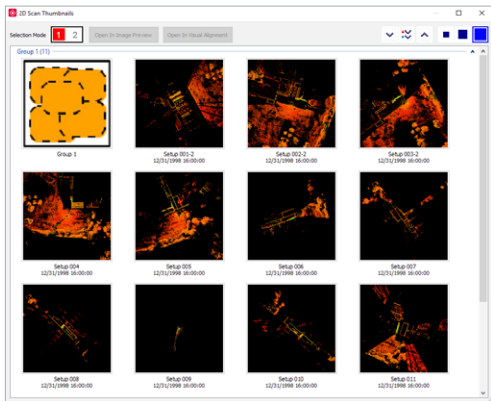 2D Scan Thumbnails
Selection Mode 1 2 Open In Image Preview Open In Visual Alignment
Group 1 (11)
Group 1
Setup 001-2
12/31/1998 16:00:00
Setup 002-2
12/31/1998 16:00:00
Setup 003-2
12/31/1998 16:00:00
Setup 004
12/31/1998 16:00:00
Setup 005
12/31/1998 16:00:00
Setup 006
12/31/1998 16:00:00
Setup 007
12/31/1998 16:00:00
Setup 008
12/31/1998 16:00:00
Setup 009
12/31/1998 16:00:00
Setup 010
12/31/1998 16:00:00
Setup 011
12/31/1998 16:00:00